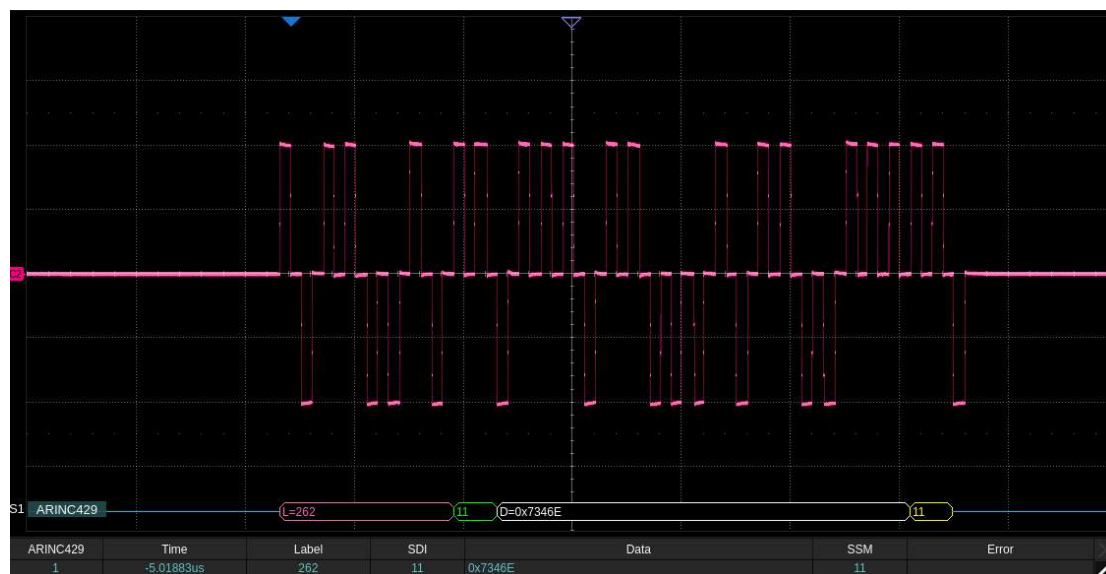 C2
S1 ARINC429 L=262 11 D=0x7346E 11
ARINC429 Time Label SDI Data SSM Error
1 -5.01883us 262 11 0x7346E 11